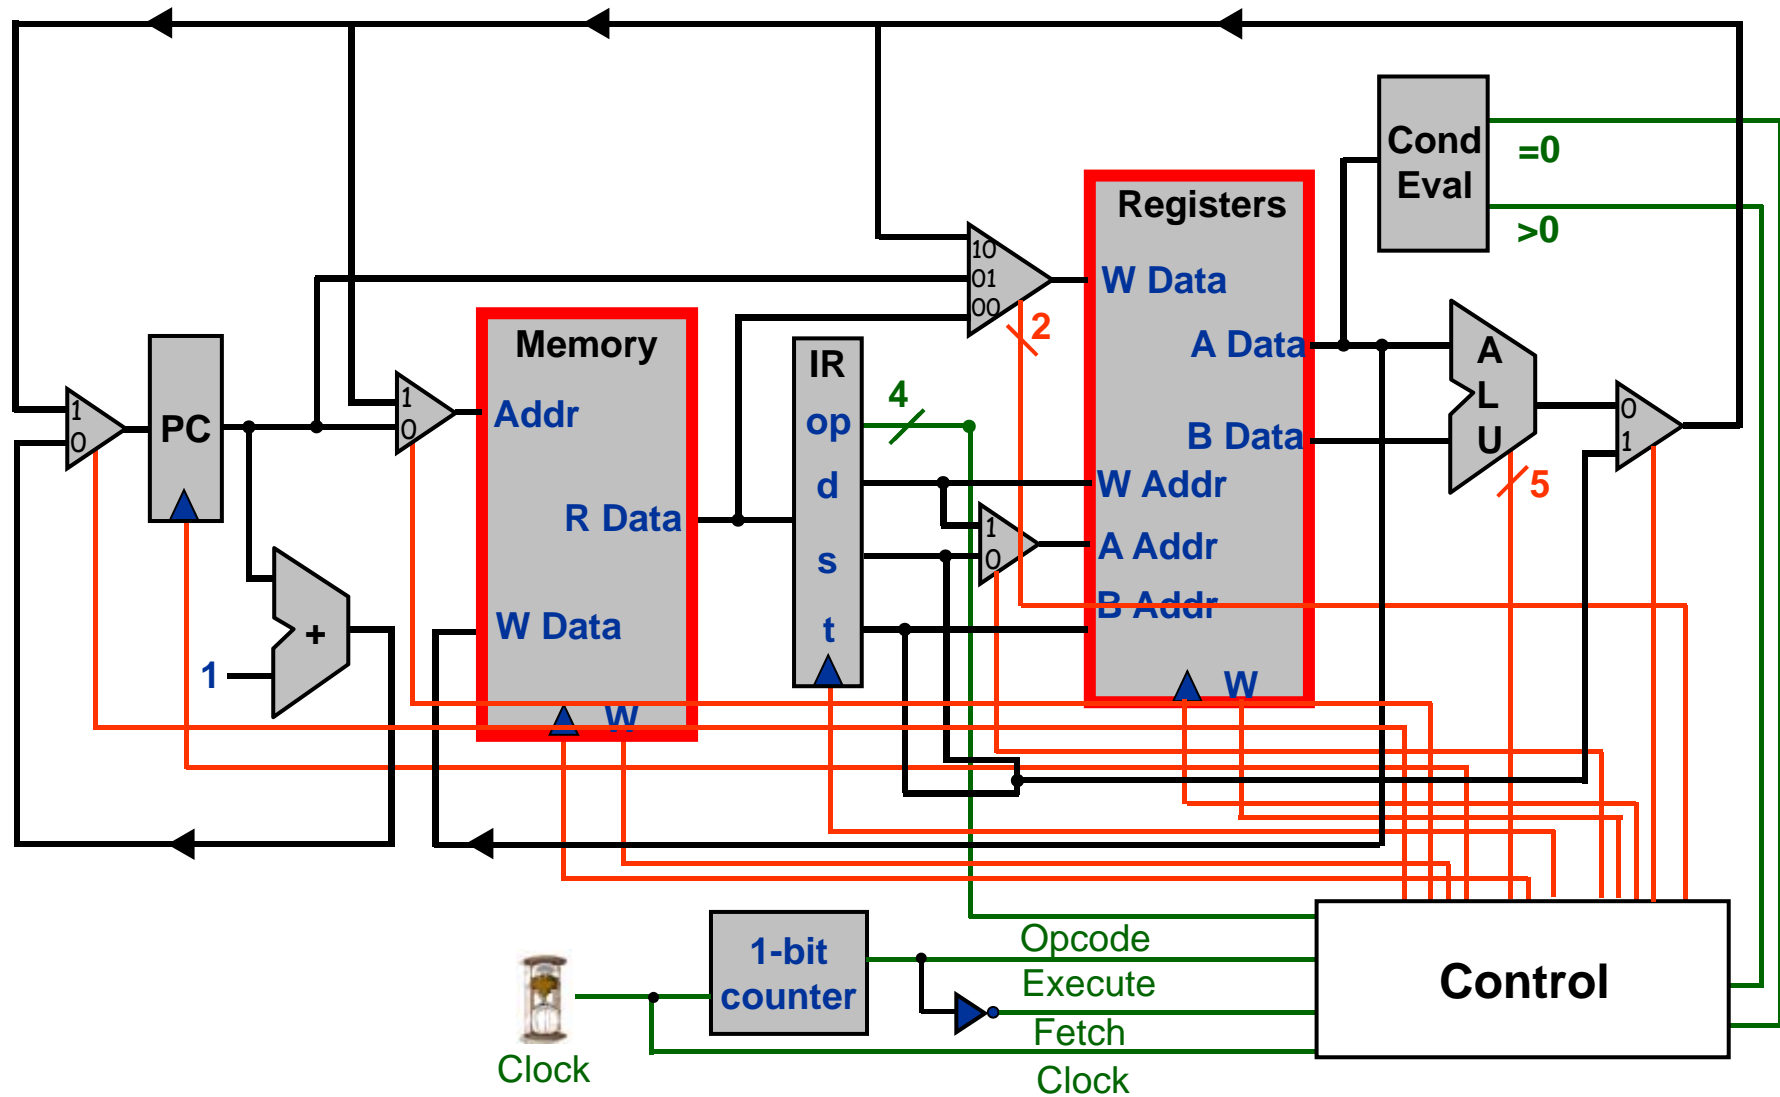 Cond
Eval
=0
>0
Registers
W Data
A Data
B Data
W Addr
A Addr
B Addr
W
10
01
00
2
Memory
Addr
R Data
W Data
W
IR
op
d
s
t
4
1
0
PC
1
0
1
0
+
1
A
L
U
5
0
1
1-bit
counter
Opcode
Execute
Fetch
Clock
Clock
Control